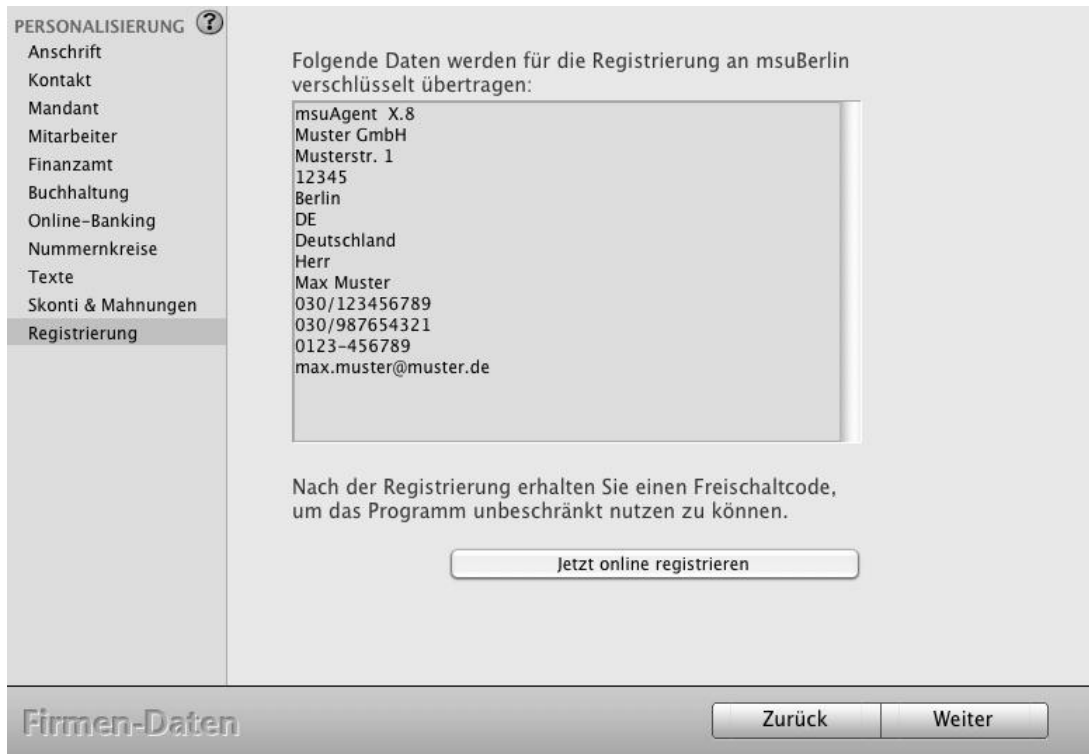 PERSONALISIERUNG ?
Anschrift
Kontakt
Mandant
Mitarbeiter
Finanzamt
Buchhaltung
Online-Banking
Nummernkreise
Texte
Skonti & Mahnungen
Registrierung
Folgende Daten werden für die Registrierung an msuBerlin
verschlüsselt übertragen:
msuAgent X.8
Muster GmbH
Musterstr. 1
12345
Berlin
DE
Deutschland
Herr
Max Muster
030/123456789
030/987654321
0123-456789
max.muster@muster.de
Nach der Registrierung erhalten Sie einen Freischaltcode,
um das Programm unbeschränkt nutzen zu können.
Jetzt online registrieren
Firmen-Daten
Zurück
Weiter